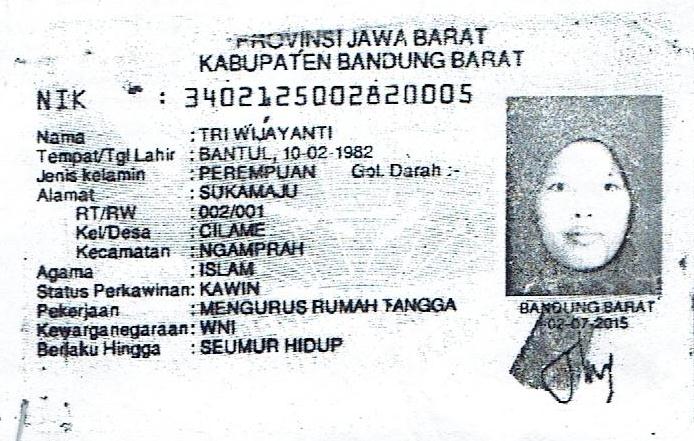 PROVINSI JAWA BARAT
KABUPATEN BANDUNG BARAT
NIK : 3402125002820005
Nama : TRI WIJAYANTI
Tempat/Tgl Lahir : BANTUL, 10-02-1982
Jenis kelamin : PEREMPUAN Gol. Darah :-
Alamat : SUKAMAJU
RT/RW : 002/001
Kel/Desa : CILAME
Kecamatan : NGAMPRAH
Agama : ISLAM
Status Perkawinan: KAWIN
Pekerjaan : MENGURUS RUMAH TANGGA
Kewarganegaraan: WNI
Berlaku Hingga : SEUMUR HIDUP
BANDUNG BARAT
02-07-2015